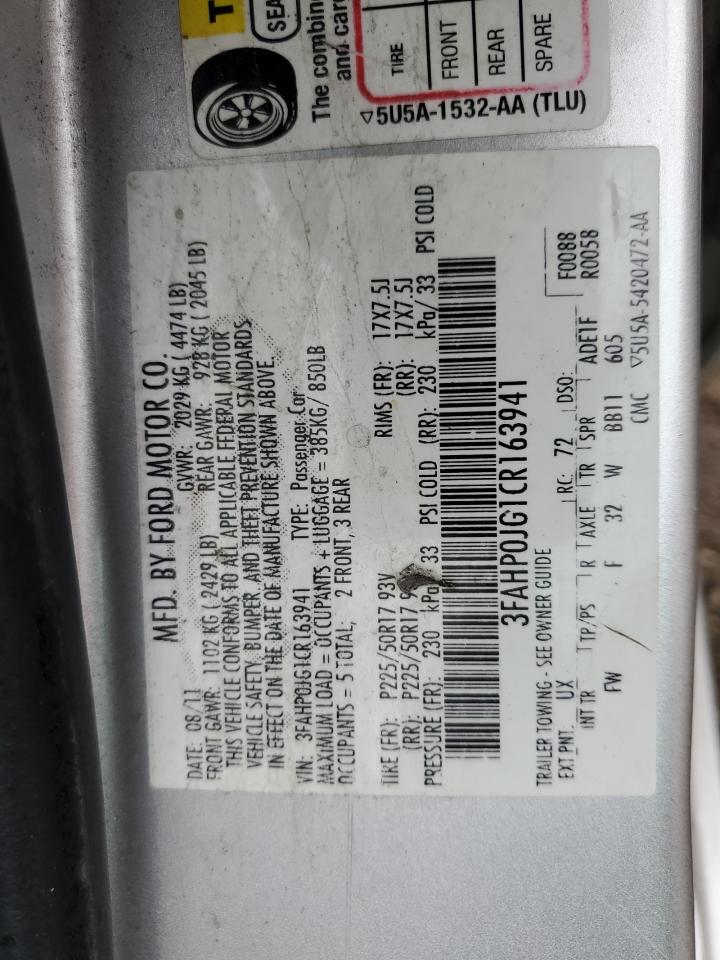 T
SEA
The combin
and car
TIRE
FRONT
REAR
SPARE
▽5U5A-1532-AA (TLU)
MFD. BY FORD MOTOR CO.
DATE: 08/11 GVWR: 2029 KG ( 4474 LB)
FRONT GAWR: 1102 KG ( 2429 LB) REAR GAWR: 928 KG ( 2045 LB)
THIS VEHICLE CONFORMS TO ALL APPLICABLE FEDERAL MOTOR
VEHICLE SAFETY, BUMPER, AND THEFT PREVENTION STANDARDS
IN EFFECT ON THE DATE OF MANUFACTURE SHOWN ABOVE.
VIN: 3FAHP0JG1CR163941 TYPE: Passenger Car
MAXIMUM LOAD = OCCUPANTS + LUGGAGE = 385KG/ 850LB
OCCUPANTS = 5 TOTAL; 2 FRONT, 3 REAR
TIRE (FR): P225/50R17 93V RIMS (FR): 17X7.5J
(RR): P225/50R17 9 (RR): 17X7.5J
PRESSURE (FR): 230 kPa/ 33 PSI COLD (RR): 230 kPa/ 33 PSI COLD
3FAHP0JG1CR163941
TRAILER TOWING - SEE OWNER GUIDE
EXT PNT: UX RC: 72 DSO: F0088
INT TR TP/PS R AXLE TR SPR ADE1F R0058
FW F 32 W BB11 605
CMC ▽5U5A-5420472-AA